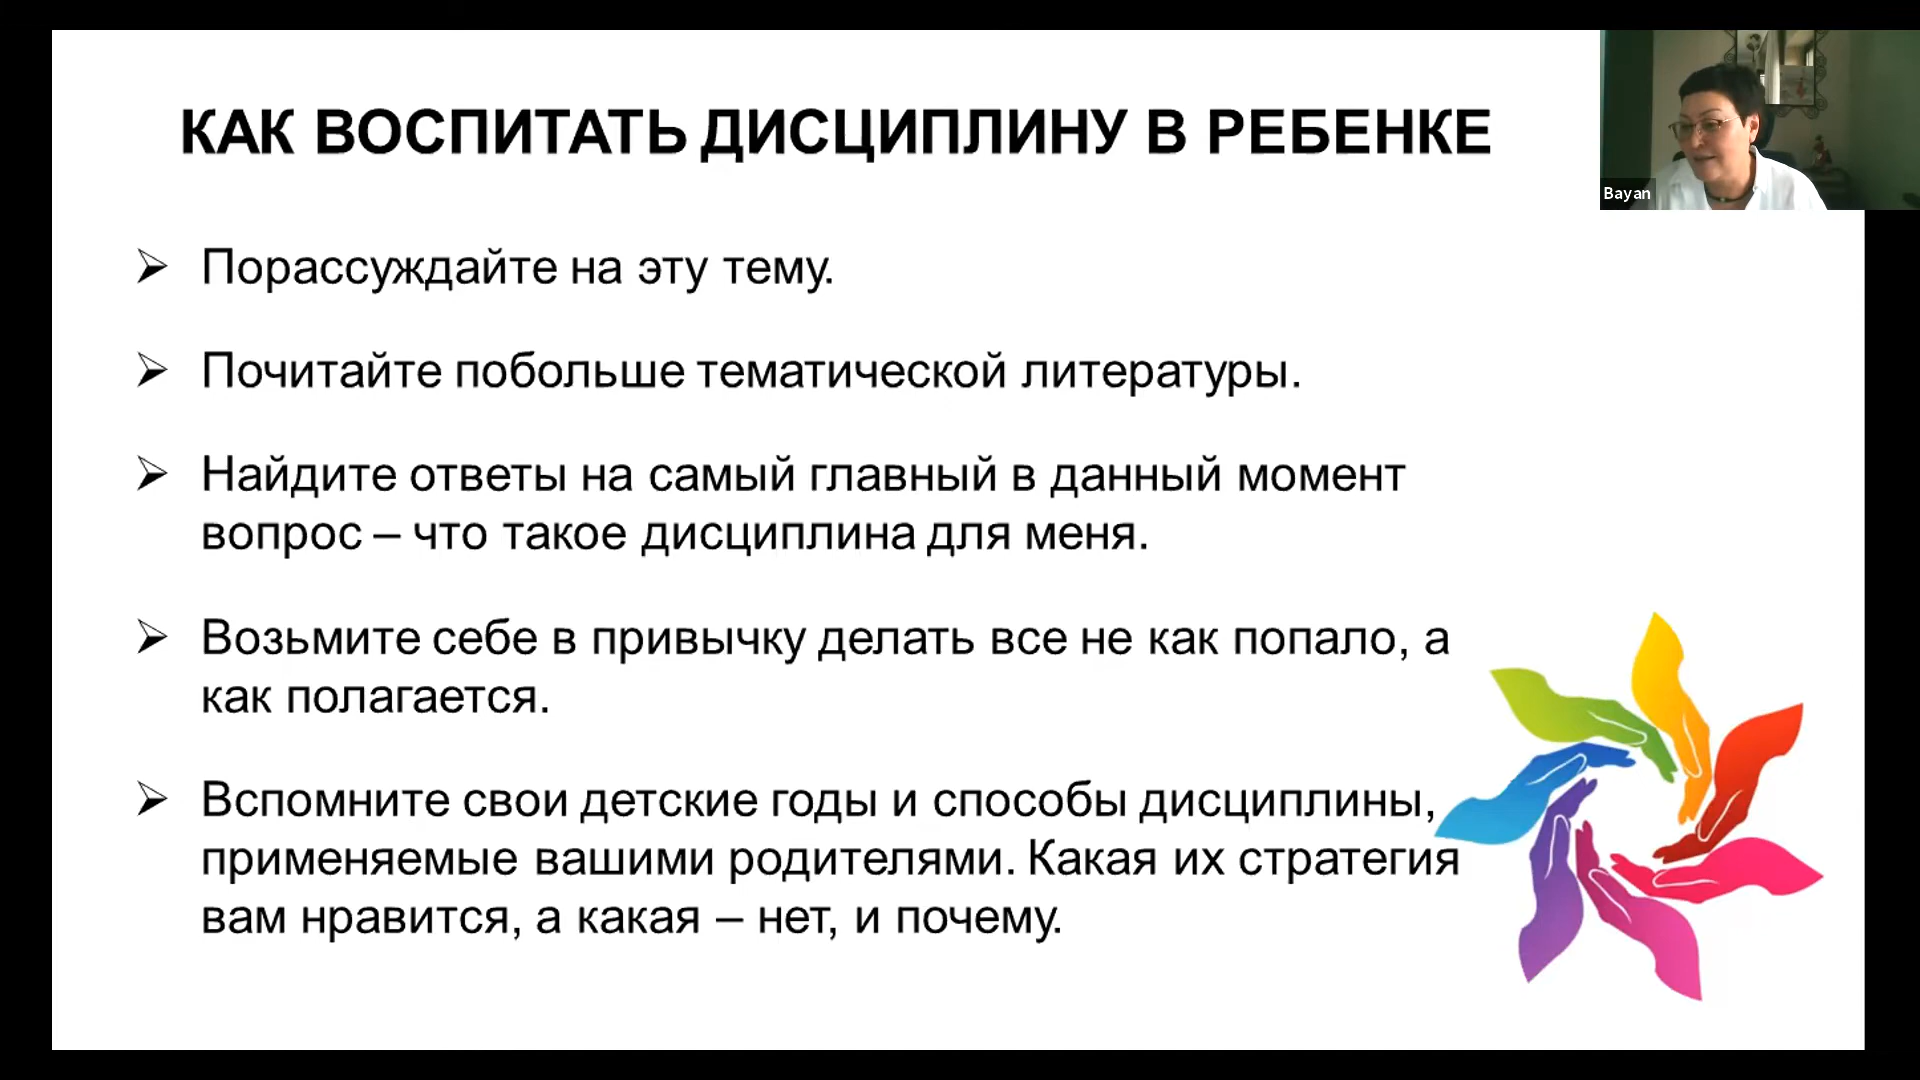 КАК ВОСПИТАТЬ ДИСЦИПЛИНУ В РЕБЕНКЕ
Bayan
Порассуждайте на эту тему.
Почитайте побольше тематической литературы.
Найдите ответы на самый главный в данный момент
вопрос – что такое дисциплина для меня.
Возьмите себе в привычку делать все не как попало, а
как полагается.
Вспомните свои детские годы и способы дисциплины,
применяемые вашими родителями. Какая их стратегия
вам нравится, а какая – нет, и почему.